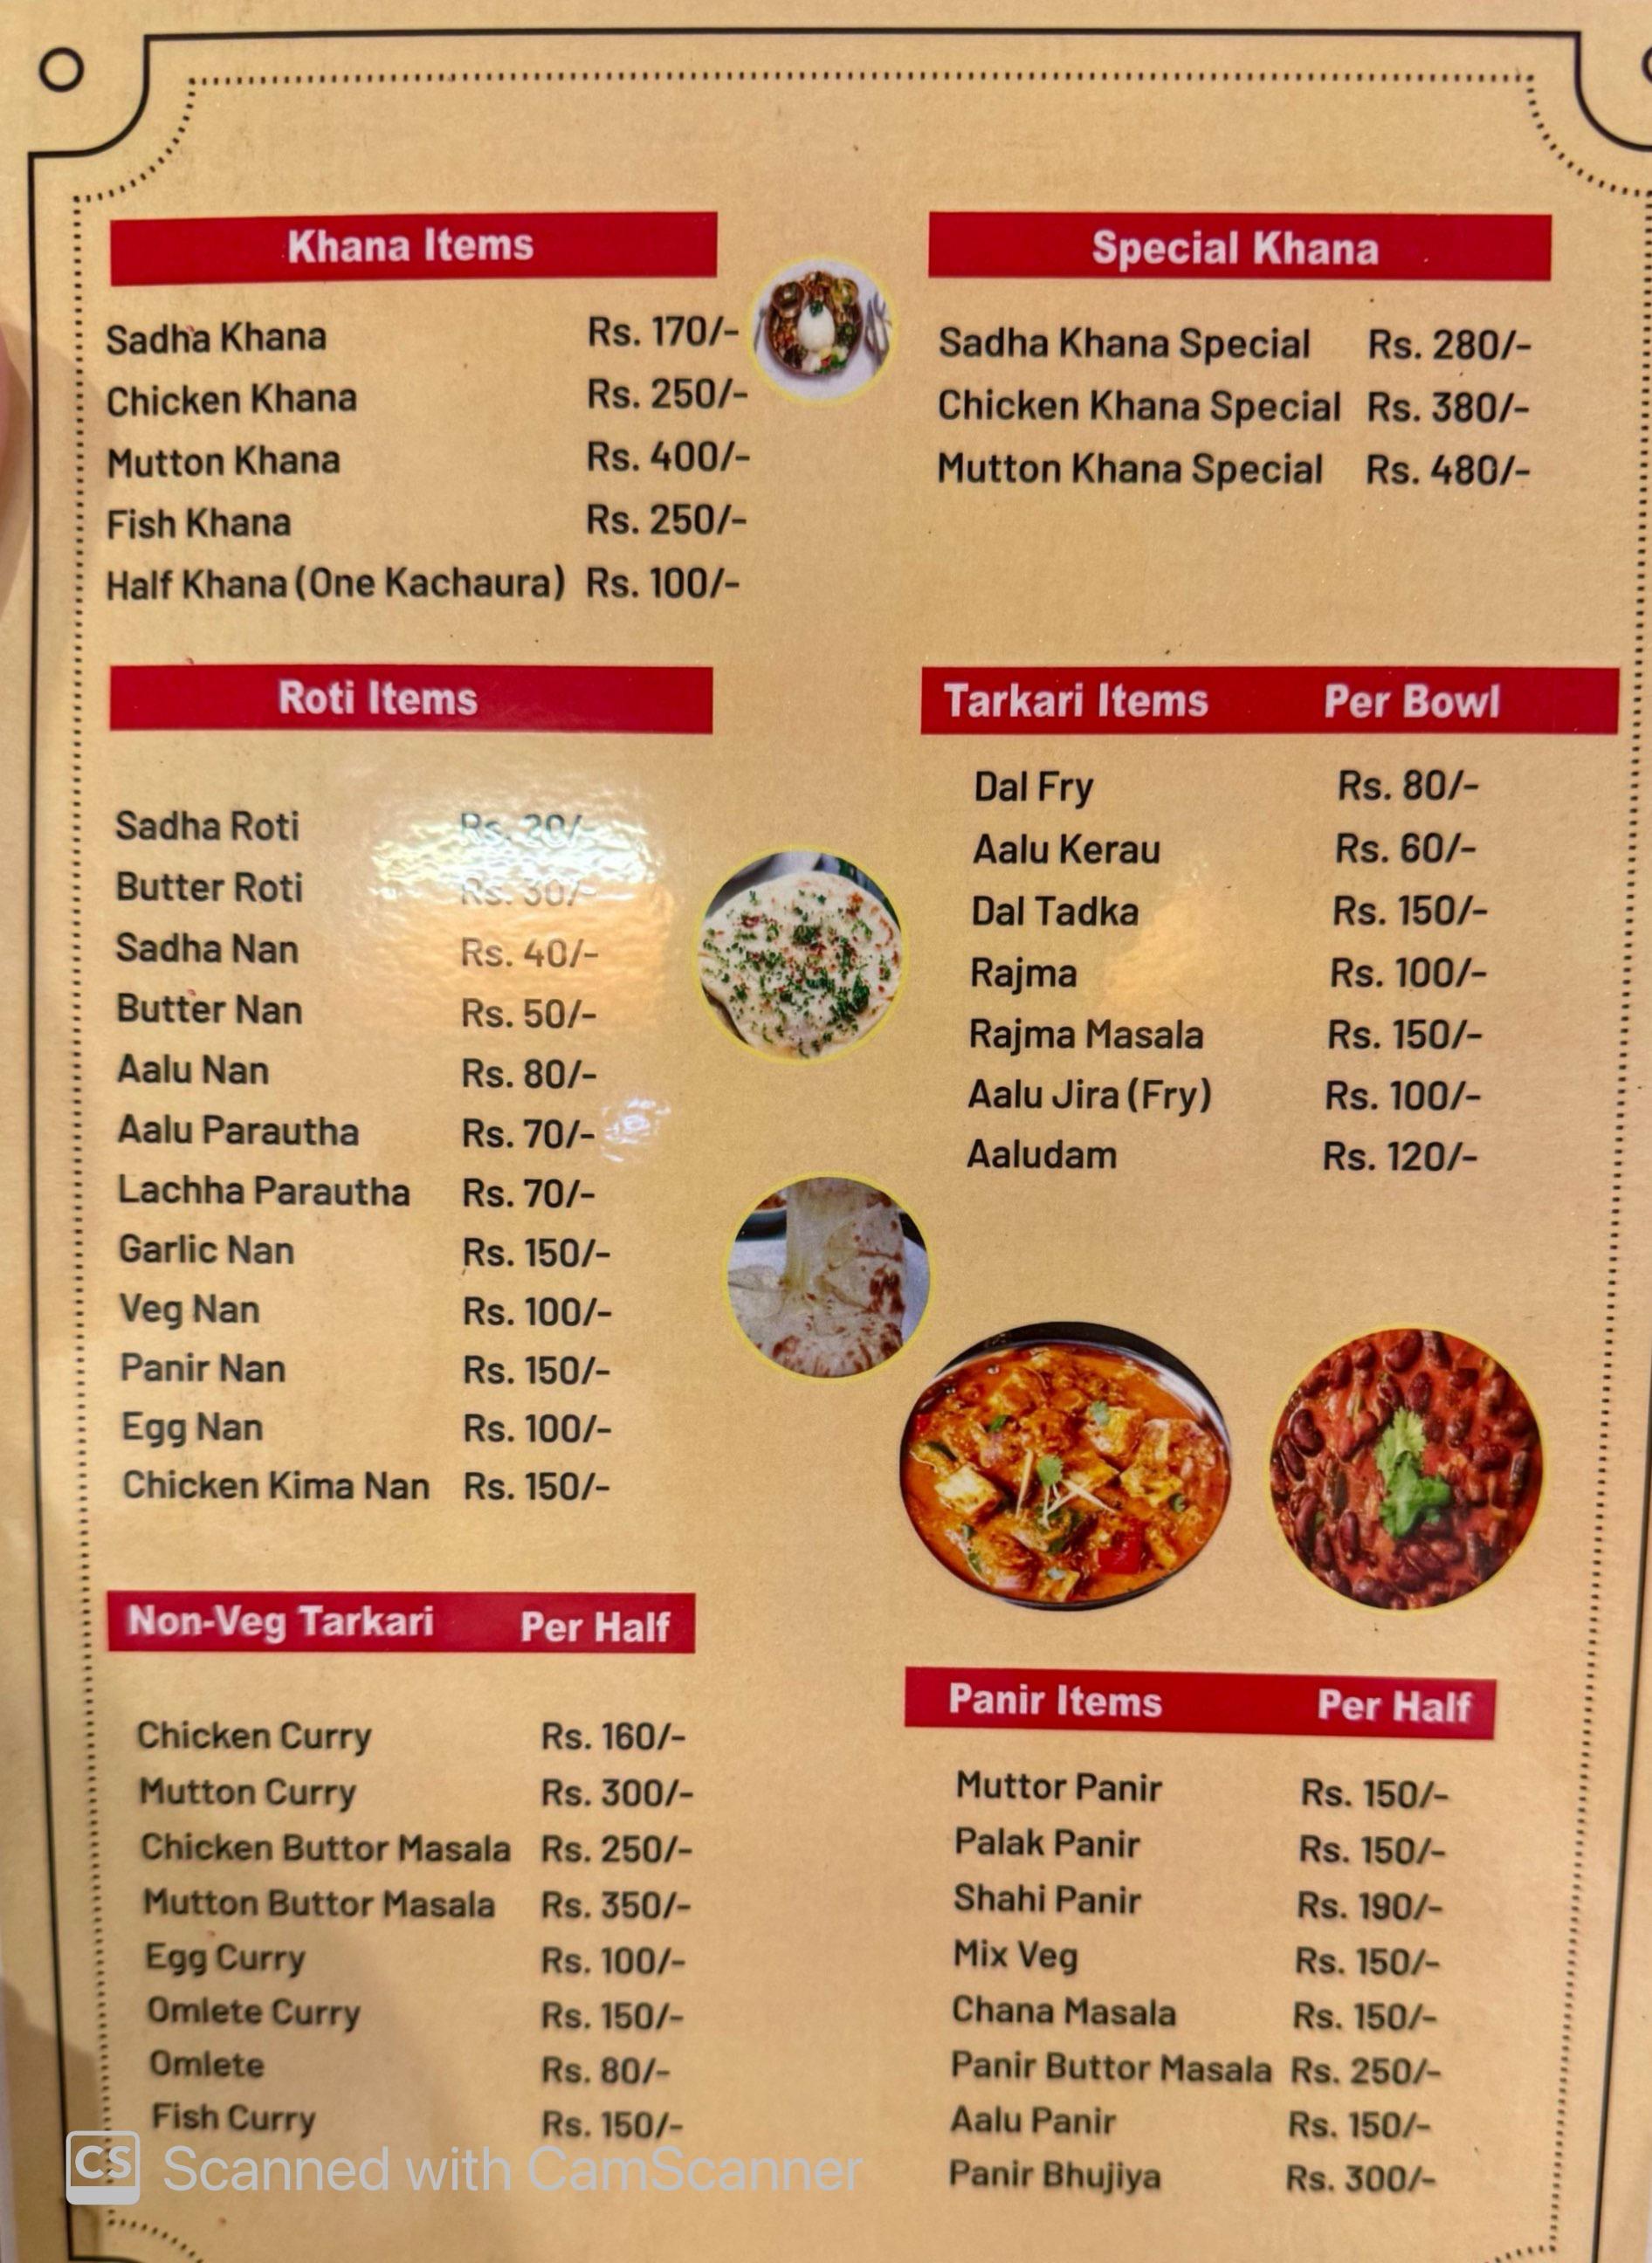 Khana Items
Sadha Khana Rs. 170/-
Chicken Khana Rs. 250/-
Mutton Khana Rs. 400/-
Fish Khana Rs. 250/-
Half Khana (One Kachaura) Rs. 100/-
Special Khana
Sadha Khana Special Rs. 280/-
Chicken Khana Special Rs. 380/-
Mutton Khana Special Rs. 480/-
Roti Items
Sadha Roti Rs. 20/-
Butter Roti Rs. 30/-
Sadha Nan Rs. 40/-
Butter Nan Rs. 50/-
Aalu Nan Rs. 80/-
Aalu Parautha Rs. 70/-
Lachha Parautha Rs. 70/-
Garlic Nan Rs. 150/-
Veg Nan Rs. 100/-
Panir Nan Rs. 150/-
Egg Nan Rs. 100/-
Chicken Kima Nan Rs. 150/-
Tarkari Items Per Bowl
Dal Fry Rs. 80/-
Aalu Kerau Rs. 60/-
Dal Tadka Rs. 150/-
Rajma Rs. 100/-
Rajma Masala Rs. 150/-
Aalu Jira (Fry) Rs. 100/-
Aaludam Rs. 120/-
Non-Veg Tarkari Per Half
Chicken Curry Rs. 160/-
Mutton Curry Rs. 300/-
Chicken Buttor Masala Rs. 250/-
Mutton Buttor Masala Rs. 350/-
Egg Curry Rs. 100/-
Omlete Curry Rs. 150/-
Omlete Rs. 80/-
Fish Curry Rs. 150/-
Panir Items Per Half
Muttor Panir Rs. 150/-
Palak Panir Rs. 150/-
Shahi Panir Rs. 190/-
Mix Veg Rs. 150/-
Chana Masala Rs. 150/-
Panir Buttor Masala Rs. 250/-
Aalu Panir Rs. 150/-
Panir Bhujiya Rs. 300/-
CS Scanned with CamScanner